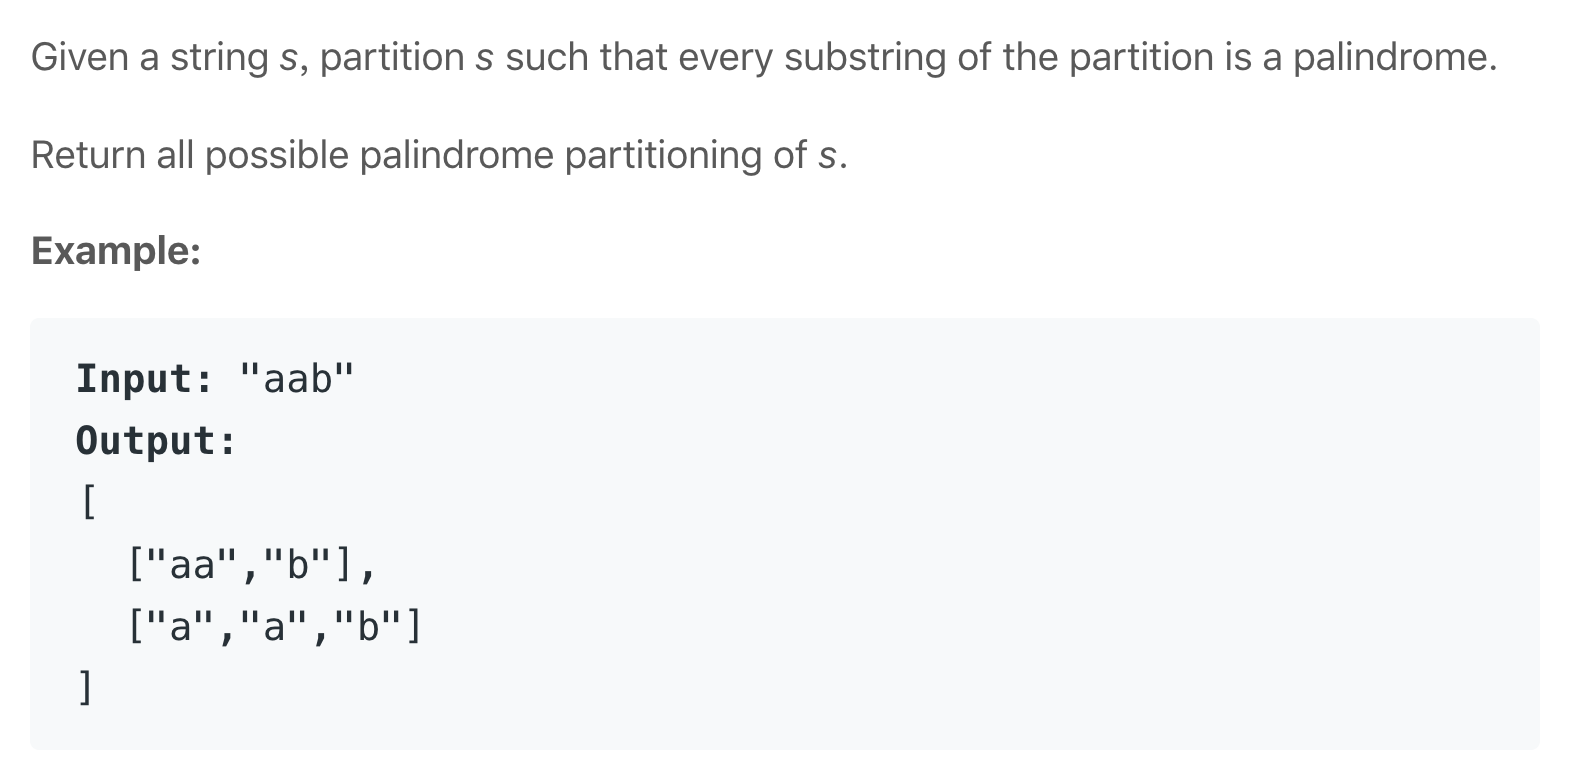 Given a string s, partition s such that every substring of the partition is a palindrome.
Return all possible palindrome partitioning of s.
Example:
Input: "aab"
Output:
[
  ["aa","b"],
  ["a","a","b"]
]